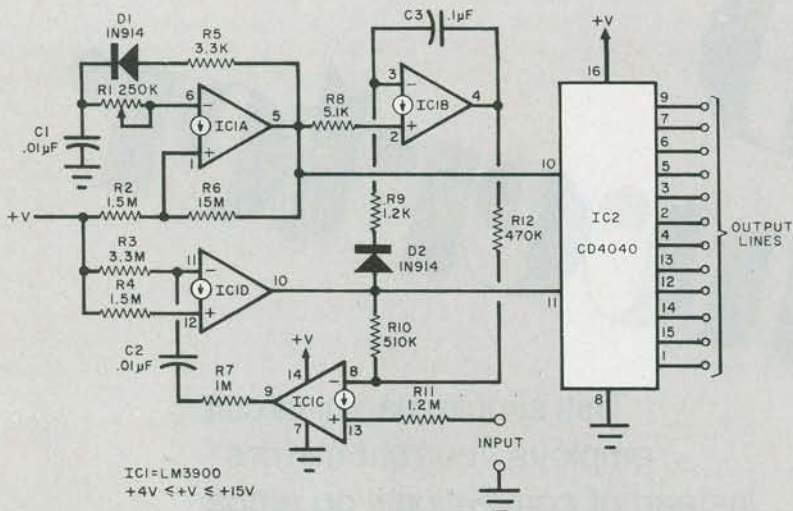 D1
1N914
R5
3.3K
R1 250K
C1
.01µF
6
−
IC1A
5
+
1
C3
.1µF
3
−
IC1B
4
+
2
R8
5.1K
+V
R2
1.5M
R6
15M
R3
3.3M
R4
1.5M
11
−
IC1D
10
+
12
R9
1.2K
D2
1N914
R12
470K
R10
510K
C2
.01µF
R7
1M
9
+V
14
IC1C
7
8
−
+
13
R11
1.2M
INPUT
+V
16
10
11
IC2
CD4040
8
9
7
6
5
3
2
4
13
12
14
15
1
OUTPUT
LINES
IC1=LM3900
+4V ≤ +V ≤ +15V